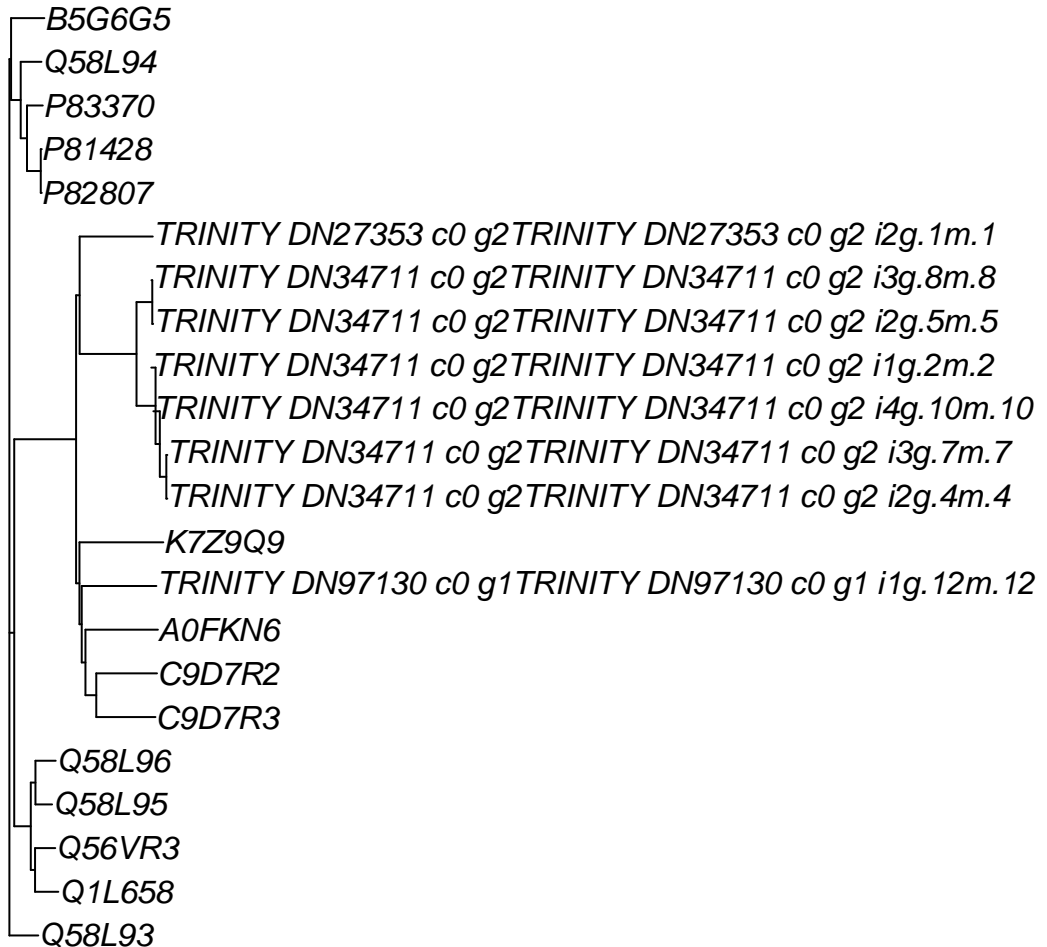 B5G6G5
Q58L94
P83370
P81428
P82807
TRINITY DN27353 c0 g2TRINITY DN27353 c0 g2 i2g.1m.1
TRINITY DN34711 c0 g2TRINITY DN34711 c0 g2 i3g.8m.8
TRINITY DN34711 c0 g2TRINITY DN34711 c0 g2 i2g.5m.5
TRINITY DN34711 c0 g2TRINITY DN34711 c0 g2 i1g.2m.2
TRINITY DN34711 c0 g2TRINITY DN34711 c0 g2 i4g.10m.10
TRINITY DN34711 c0 g2TRINITY DN34711 c0 g2 i3g.7m.7
TRINITY DN34711 c0 g2TRINITY DN34711 c0 g2 i2g.4m.4
K7Z9Q9
TRINITY DN97130 c0 g1TRINITY DN97130 c0 g1 i1g.12m.12
A0FKN6
C9D7R2
C9D7R3
Q58L96
Q58L95
Q56VR3
Q1L658
Q58L93